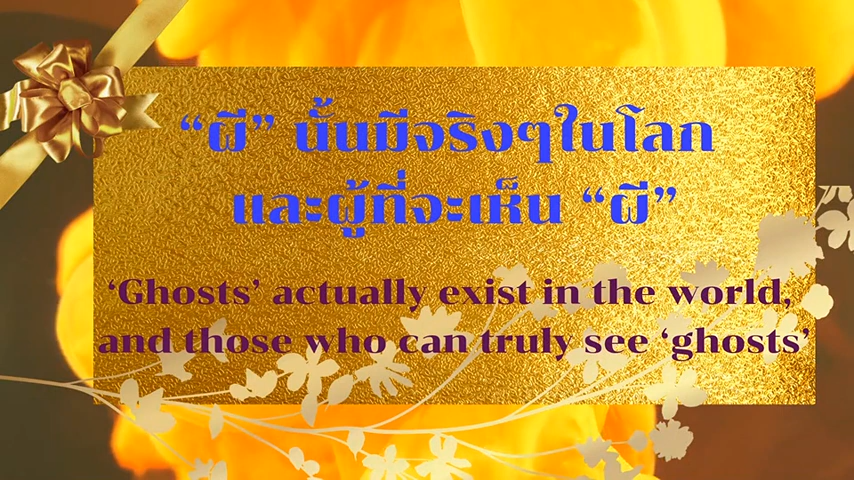 “ผี” นั้นมีจริงๆในโลก
และผู้ที่จะเห็น “ผี”
‘Ghosts’ actually exist in the world,
and those who can truly see ‘ghosts’